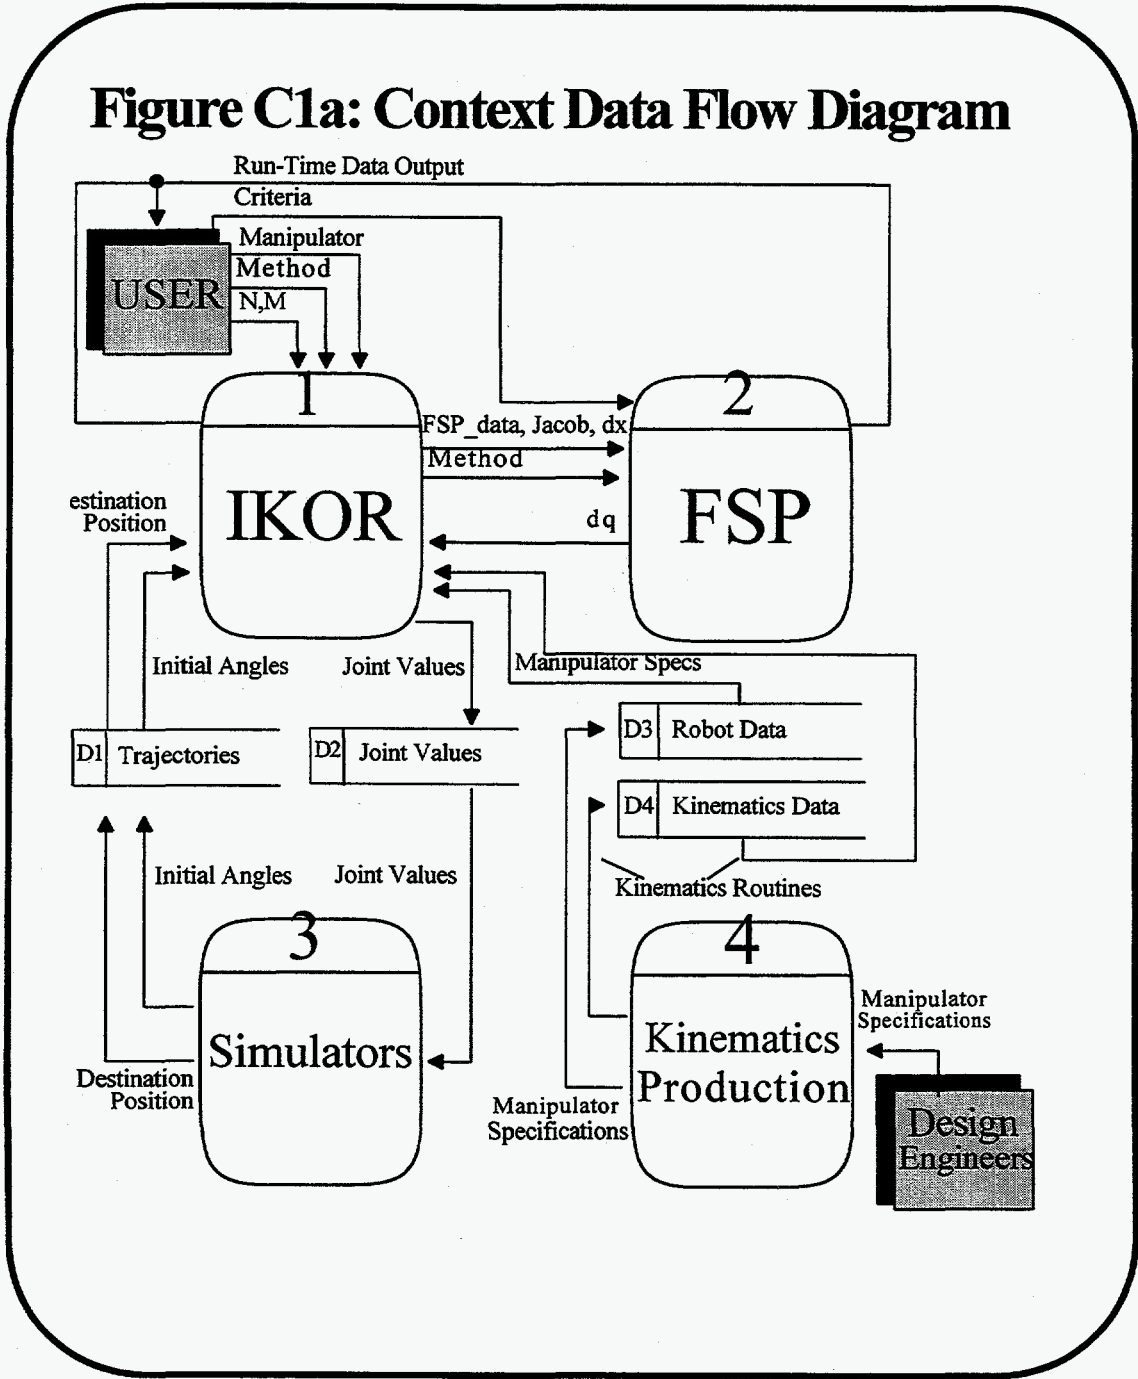 Figure C1a: Context Data Flow Diagram
Run-Time Data Output
Criteria
Manipulator
Method
N,M
USER
1
IKOR
FSP_data, Jacob, dx
Method
dq
2
FSP
estination
Position
Initial Angles
Joint Values
Manipulator Specs
D1 Trajectories
D2 Joint Values
D3 Robot Data
D4 Kinematics Data
Kinematics Routines
Initial Angles
Joint Values
3
Simulators
Destination
Position
4
Kinematics
Production
Manipulator
Specifications
Manipulator
Specifications
Design
Engineers